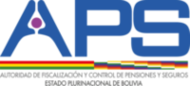 APS
AUTORIDAD DE FISCALIZACIÓN Y CONTROL DE PENSIONES Y SEGUROS
ESTADO PLURINACIONAL DE BOLIVIA